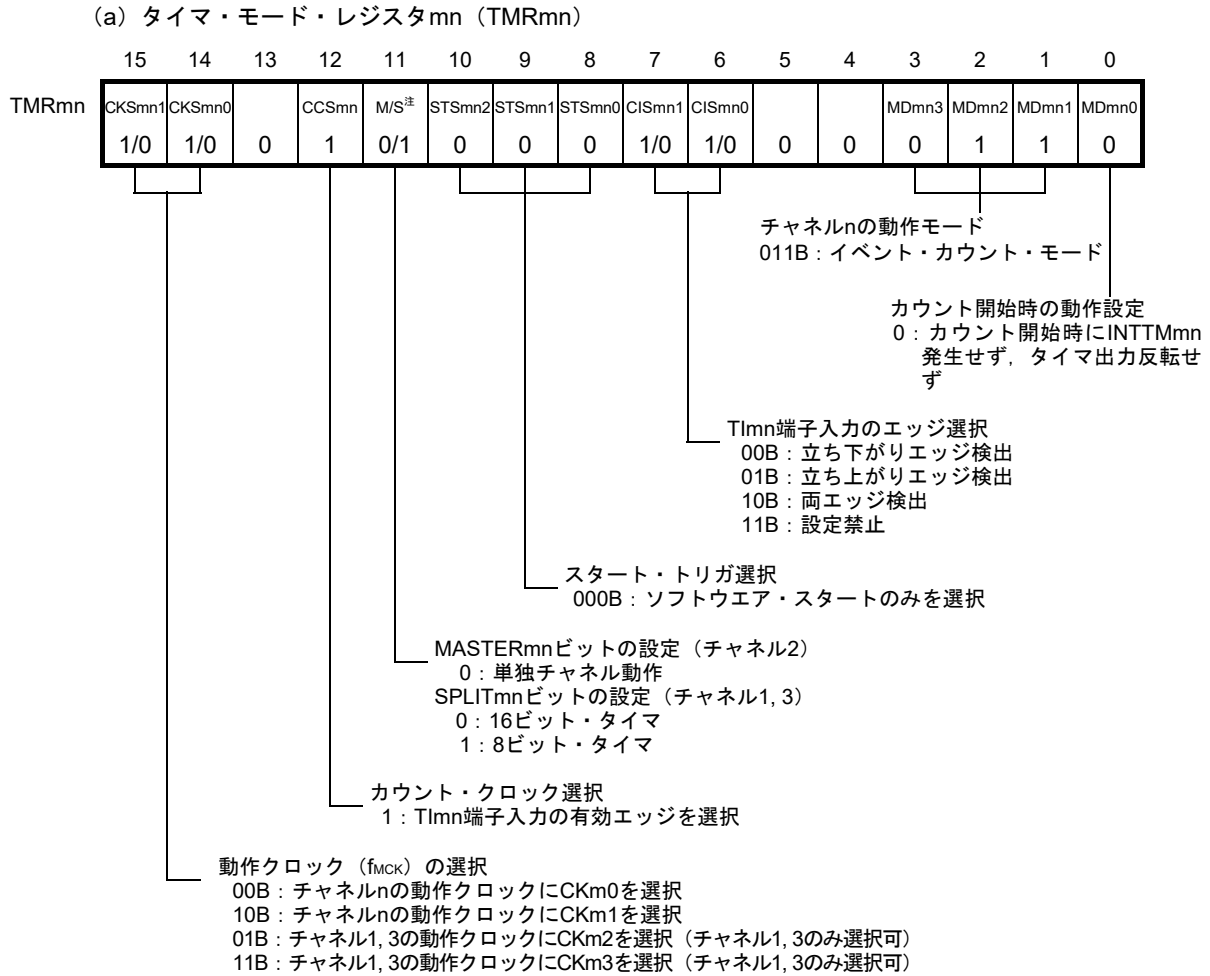 （a）タイマ・モード・レジスタmn（TMRmn）
15 14 13 12 11 10 9 8 7 6 5 4 3 2 1 0
TMRmn CKSmn1 CKSmn0 CCSmn M/S注 STSmn2 STSmn1 STSmn0 CISmn1 CISmn0 MDmn3 MDmn2 MDmn1 MDmn0
1/0 1/0 0 1 0/1 0 0 0 1/0 1/0 0 0 0 1 1 0
チャネルnの動作モード
011B：イベント・カウント・モード
カウント開始時の動作設定
0：カウント開始時にINTTMmn
発生せず，タイマ出力反転せ
ず
TImn端子入力のエッジ選択
00B：立ち下がりエッジ検出
01B：立ち上がりエッジ検出
10B：両エッジ検出
11B：設定禁止
スタート・トリガ選択
000B：ソフトウエア・スタートのみを選択
MASTERmnビットの設定（チャネル2）
0：単独チャネル動作
SPLITmnビットの設定（チャネル1, 3）
0：16ビット・タイマ
1：8ビット・タイマ
カウント・クロック選択
1：TImn端子入力の有効エッジを選択
動作クロック（fMCK）の選択
00B：チャネルnの動作クロックにCKm0を選択
10B：チャネルnの動作クロックにCKm1を選択
01B：チャネル1, 3の動作クロックにCKm2を選択（チャネル1, 3のみ選択可）
11B：チャネル1, 3の動作クロックにCKm3を選択（チャネル1, 3のみ選択可）